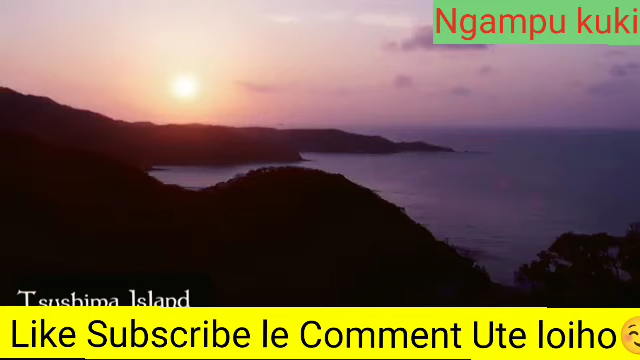 Ngampu kuki
Tsushima Island
Like Subscribe le Comment Ute loiho